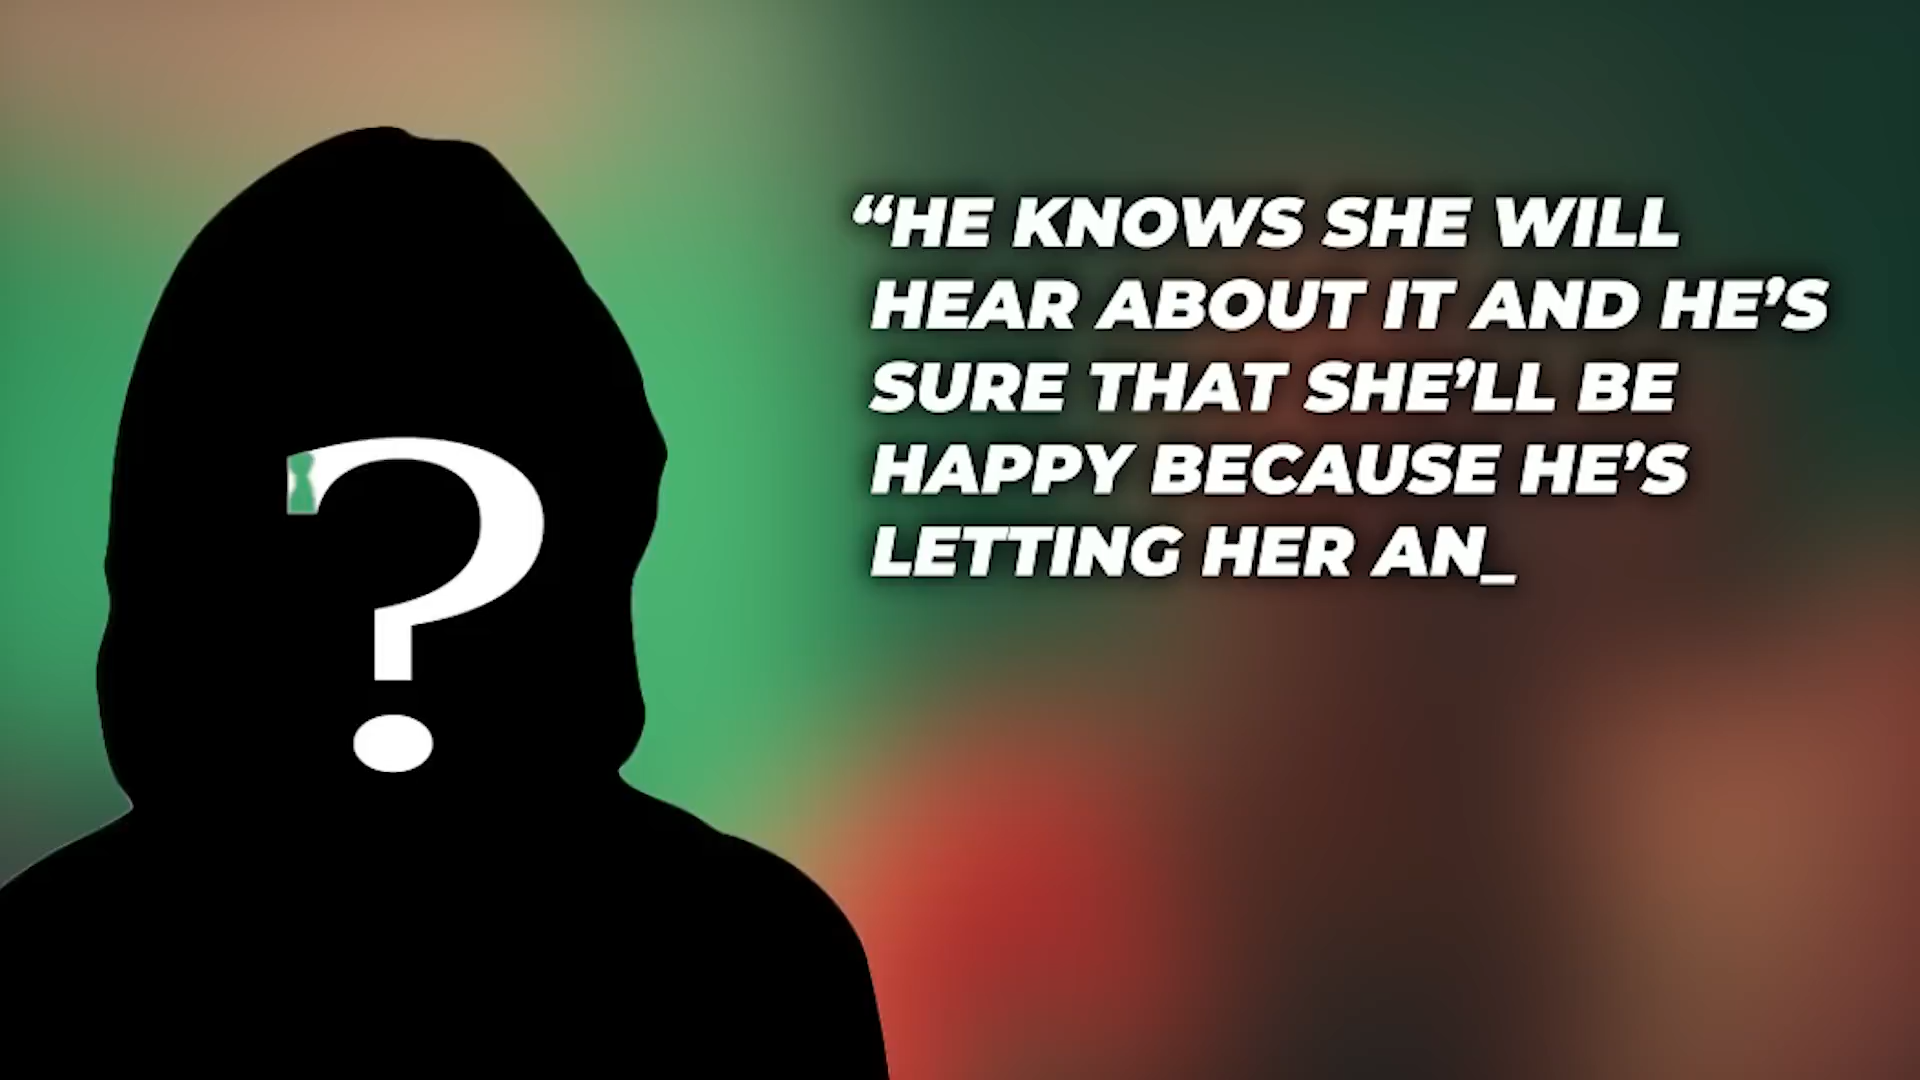 ?
“HE KNOWS SHE WILL
HEAR ABOUT IT AND HE’S
SURE THAT SHE’LL BE
HAPPY BECAUSE HE’S
LETTING HER AN_